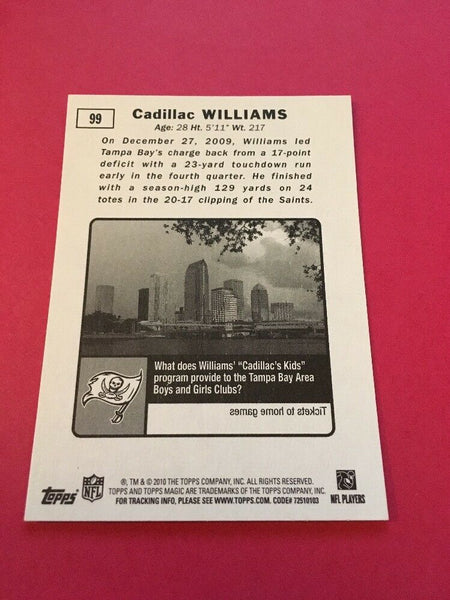 99
Cadillac WILLIAMS
Age: 28 Ht. 5'11" Wt. 217
On December 27, 2009, Williams led
Tampa Bay's charge back from a 17-point
deficit with a 23-yard touchdown run
early in the fourth quarter. He finished
with a season-high 129 yards on 24
totes in the 20-17 clipping of the Saints.
What does Williams' "Cadillac's Kids"
program provide to the Tampa Bay Area
Boys and Girls Clubs?
Tickets to home games
Topps
NFL
®, TM & © 2010 THE TOPPS COMPANY, INC. ALL RIGHTS RESERVED.
TOPPS AND TOPPS MAGIC ARE TRADEMARKS OF THE TOPPS COMPANY, INC.
FOR TRACKING INFO, PLEASE SEE WWW.TOPPS.COM. CODE# 72510103
NFL PLAYERS